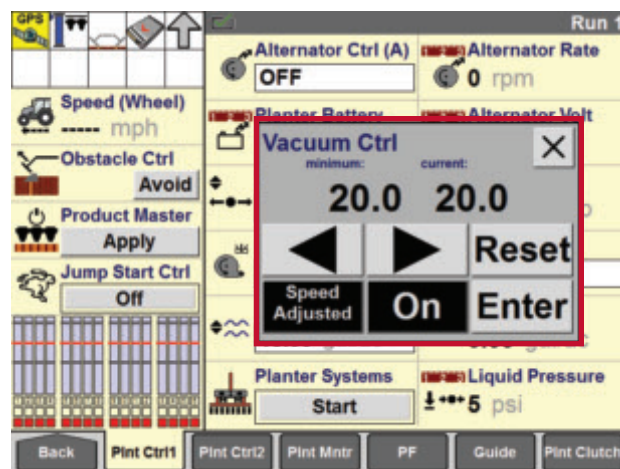 GPS
Run 1
Speed (Wheel)
----- mph
Obstacle Ctrl
Avoid
Product Master
Apply
Jump Start Ctrl
Off
Alternator Ctrl (A)
OFF
Alternator Rate
0 rpm
Planter Battery
Alternator Volt
Vacuum Ctrl
minimum: current:
20.0 20.0
Reset
Speed Adjusted
On
Enter
Planter Systems
Start
Liquid Pressure
5 psi
Back
Plnt Ctrl1
Plnt Ctrl2
Plnt Mntr
PF
Guide
Plnt Clutch